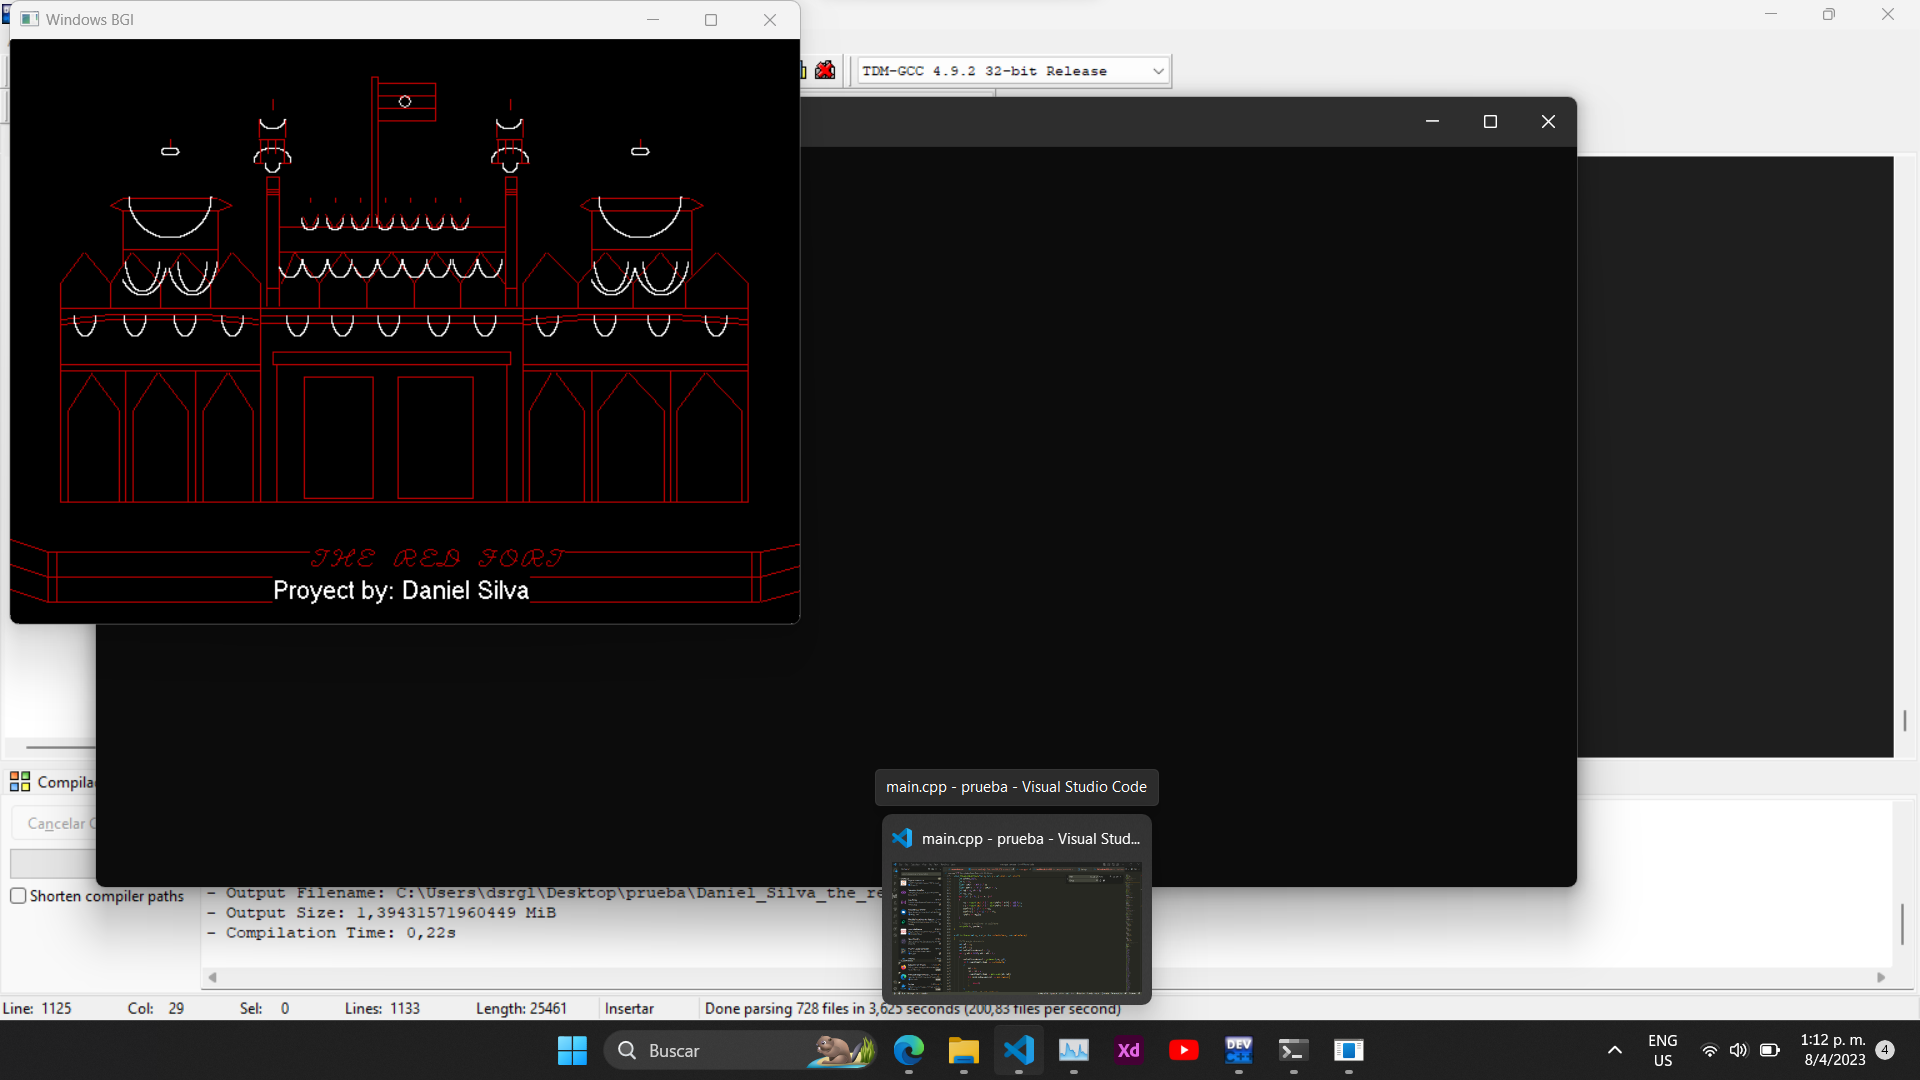 Windows BGI
TDM-GCC 4.9.2 32-bit Release
THE RED FORT
Proyect by: Daniel Silva
Compila
Cancelar C
Shorten compiler paths
- Output Filename: C:\Users\dsrgl\Desktop\prueba\Daniel_Silva_the_re
- Output Size: 1,39431571960449 MiB
- Compilation Time: 0,22s
main.cpp - prueba - Visual Studio Code
main.cpp - prueba - Visual Stud...
Line: 1125 Col: 29 Sel: 0 Lines: 1133 Length: 25461 Insertar Done parsing 728 files in 3,625 seconds (200,83 files per second)
Buscar
Xd
DEV
ENG
US
1:12 p. m.
8/4/2023
4